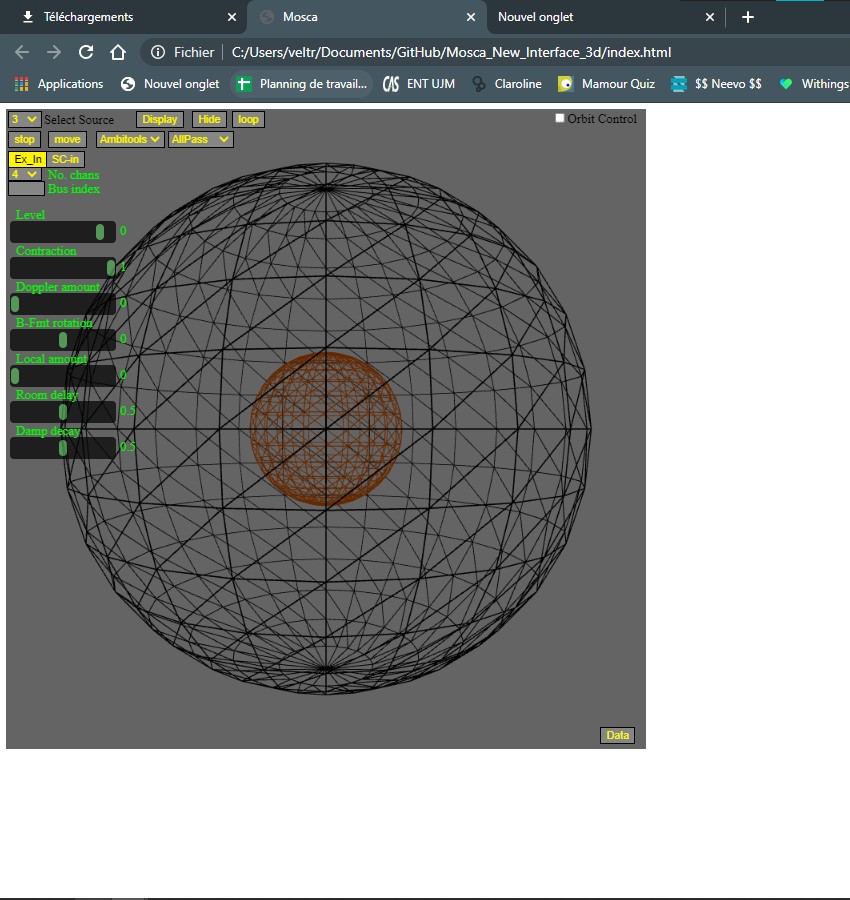 Téléchargements
Mosca
Nouvel onglet
Fichier
C:/Users/veltr/Documents/GitHub/Mosca_New_Interface_3d/index.html
Applications
Nouvel onglet
Planning de travail...
ENT UJM
Claroline
Mamour Quiz
$$ Neevo $$
Withings
3 Select Source Display Hide loop
Orbit Control
stop move Ambitools AllPass
Ex_In SC-in
4 No. chans
Bus index
Level
0
Contraction
1
Doppler amount
0
B-Fmt rotation
0
Local amount
0
Room delay
0.5
Damp decay
0.5
Data